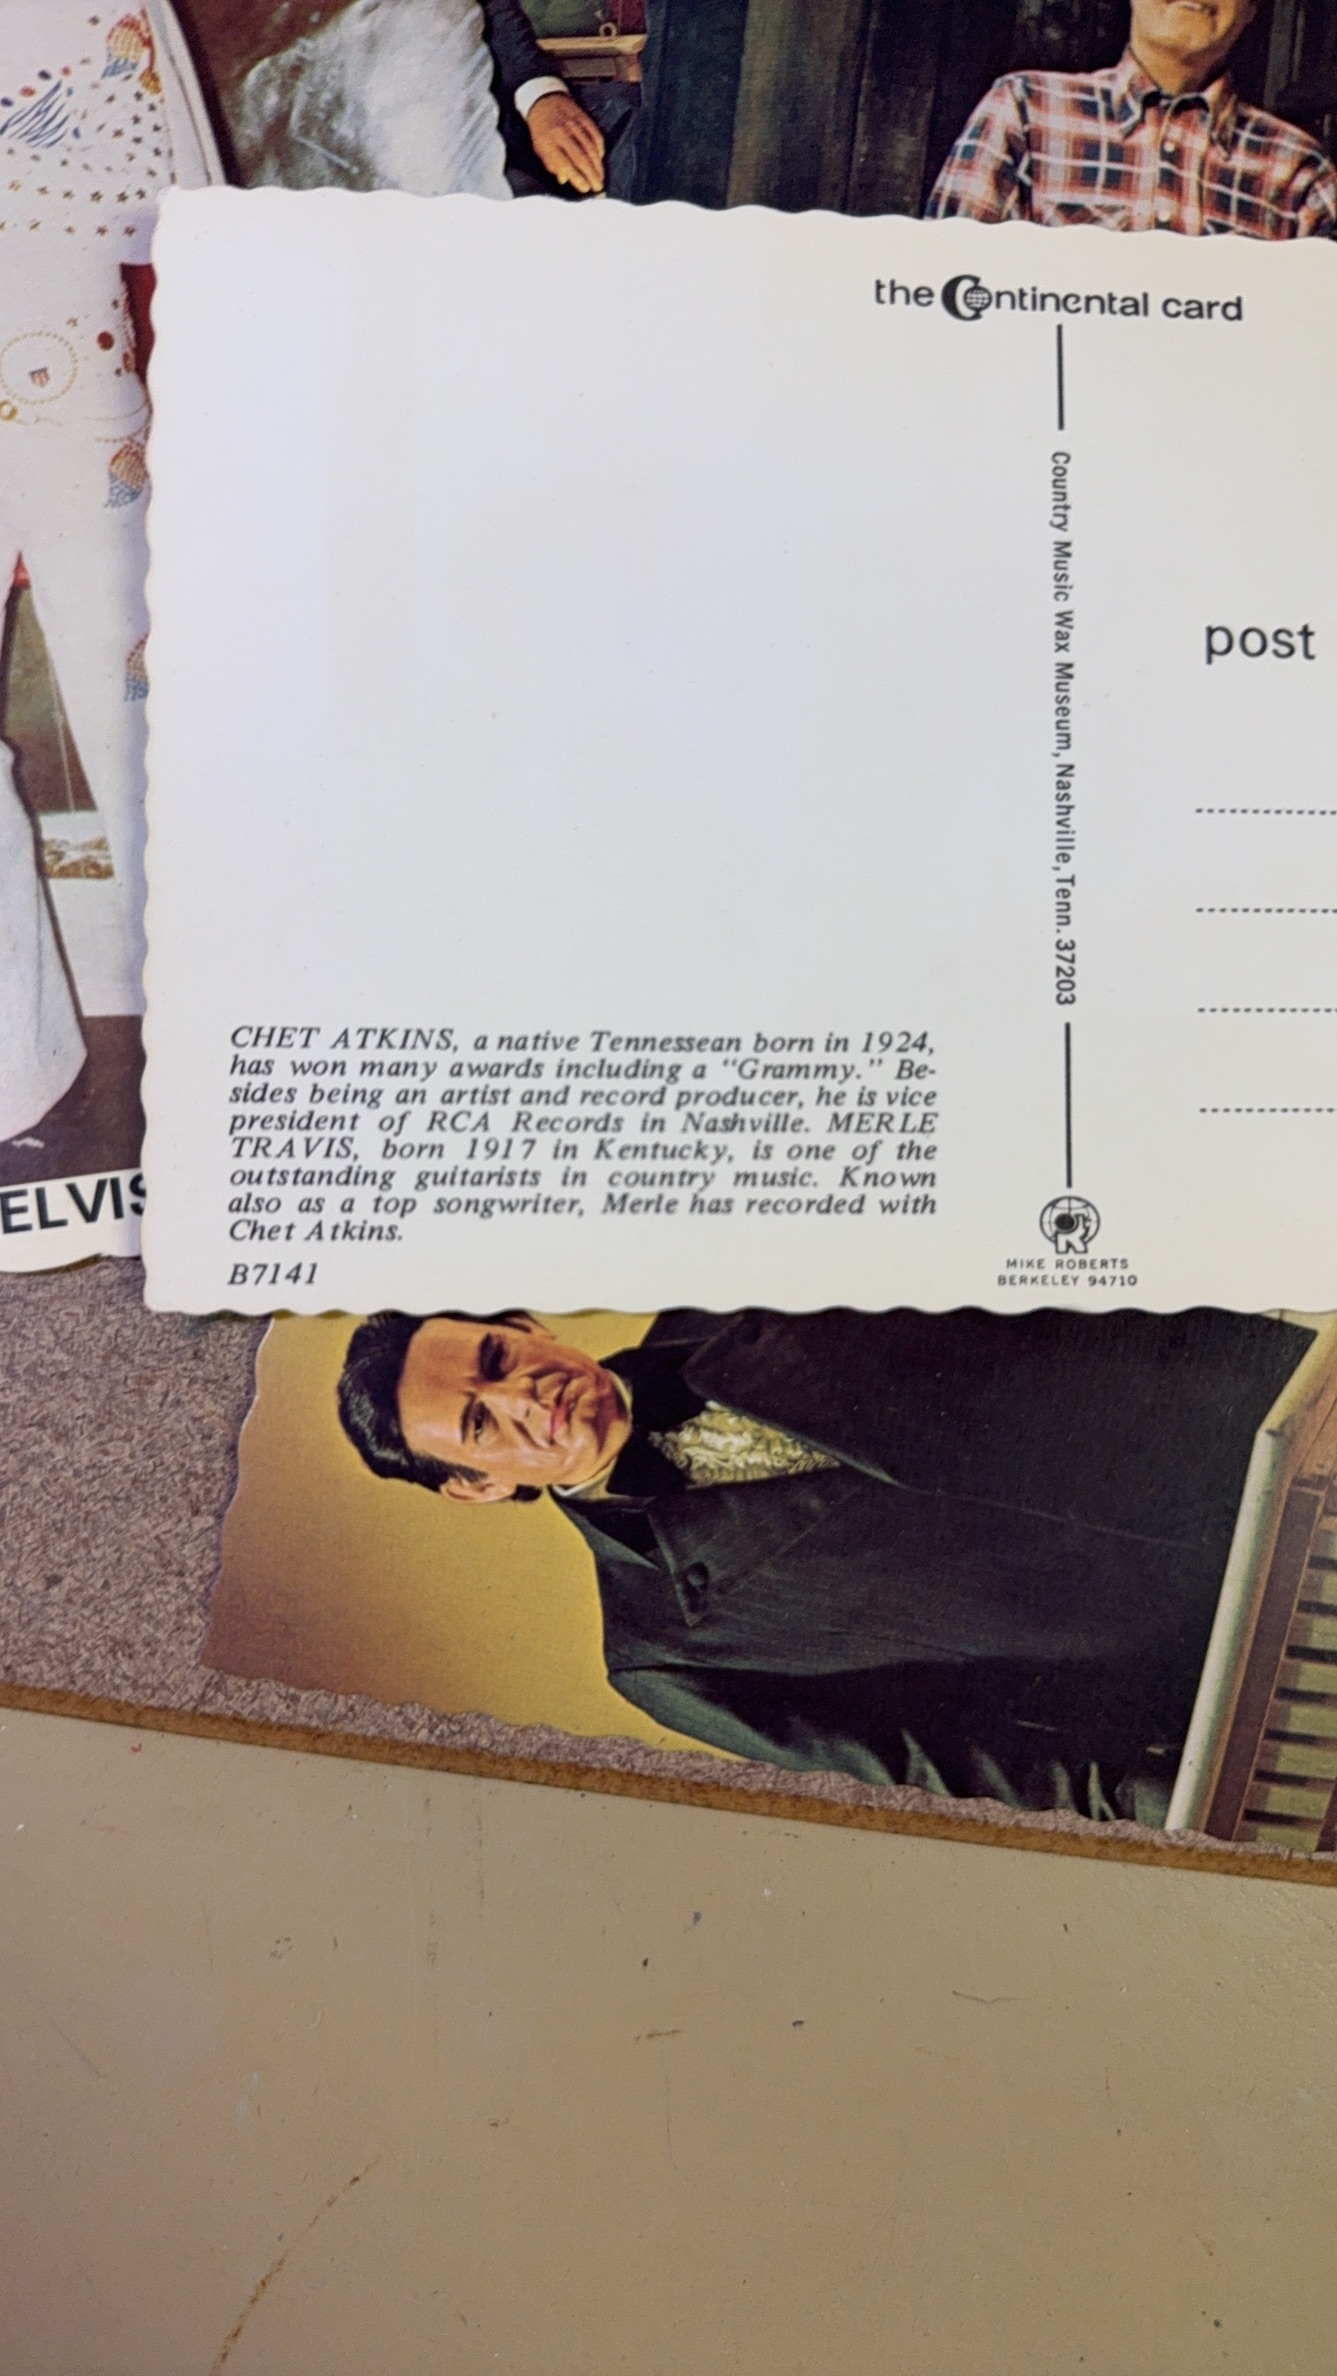 the Continental card
Country Music Wax Museum, Nashville, Tenn. 37203
post
CHET ATKINS, a native Tennessean born in 1924,
has won many awards including a "Grammy." Be-
sides being an artist and record producer, he is vice
president of RCA Records in Nashville. MERLE
TRAVIS, born 1917 in Kentucky, is one of the
outstanding guitarists in country music. Known
also as a top songwriter, Merle has recorded with
Chet Atkins.
B7141
MIKE ROBERTS
BERKELEY 94710
ELVIS